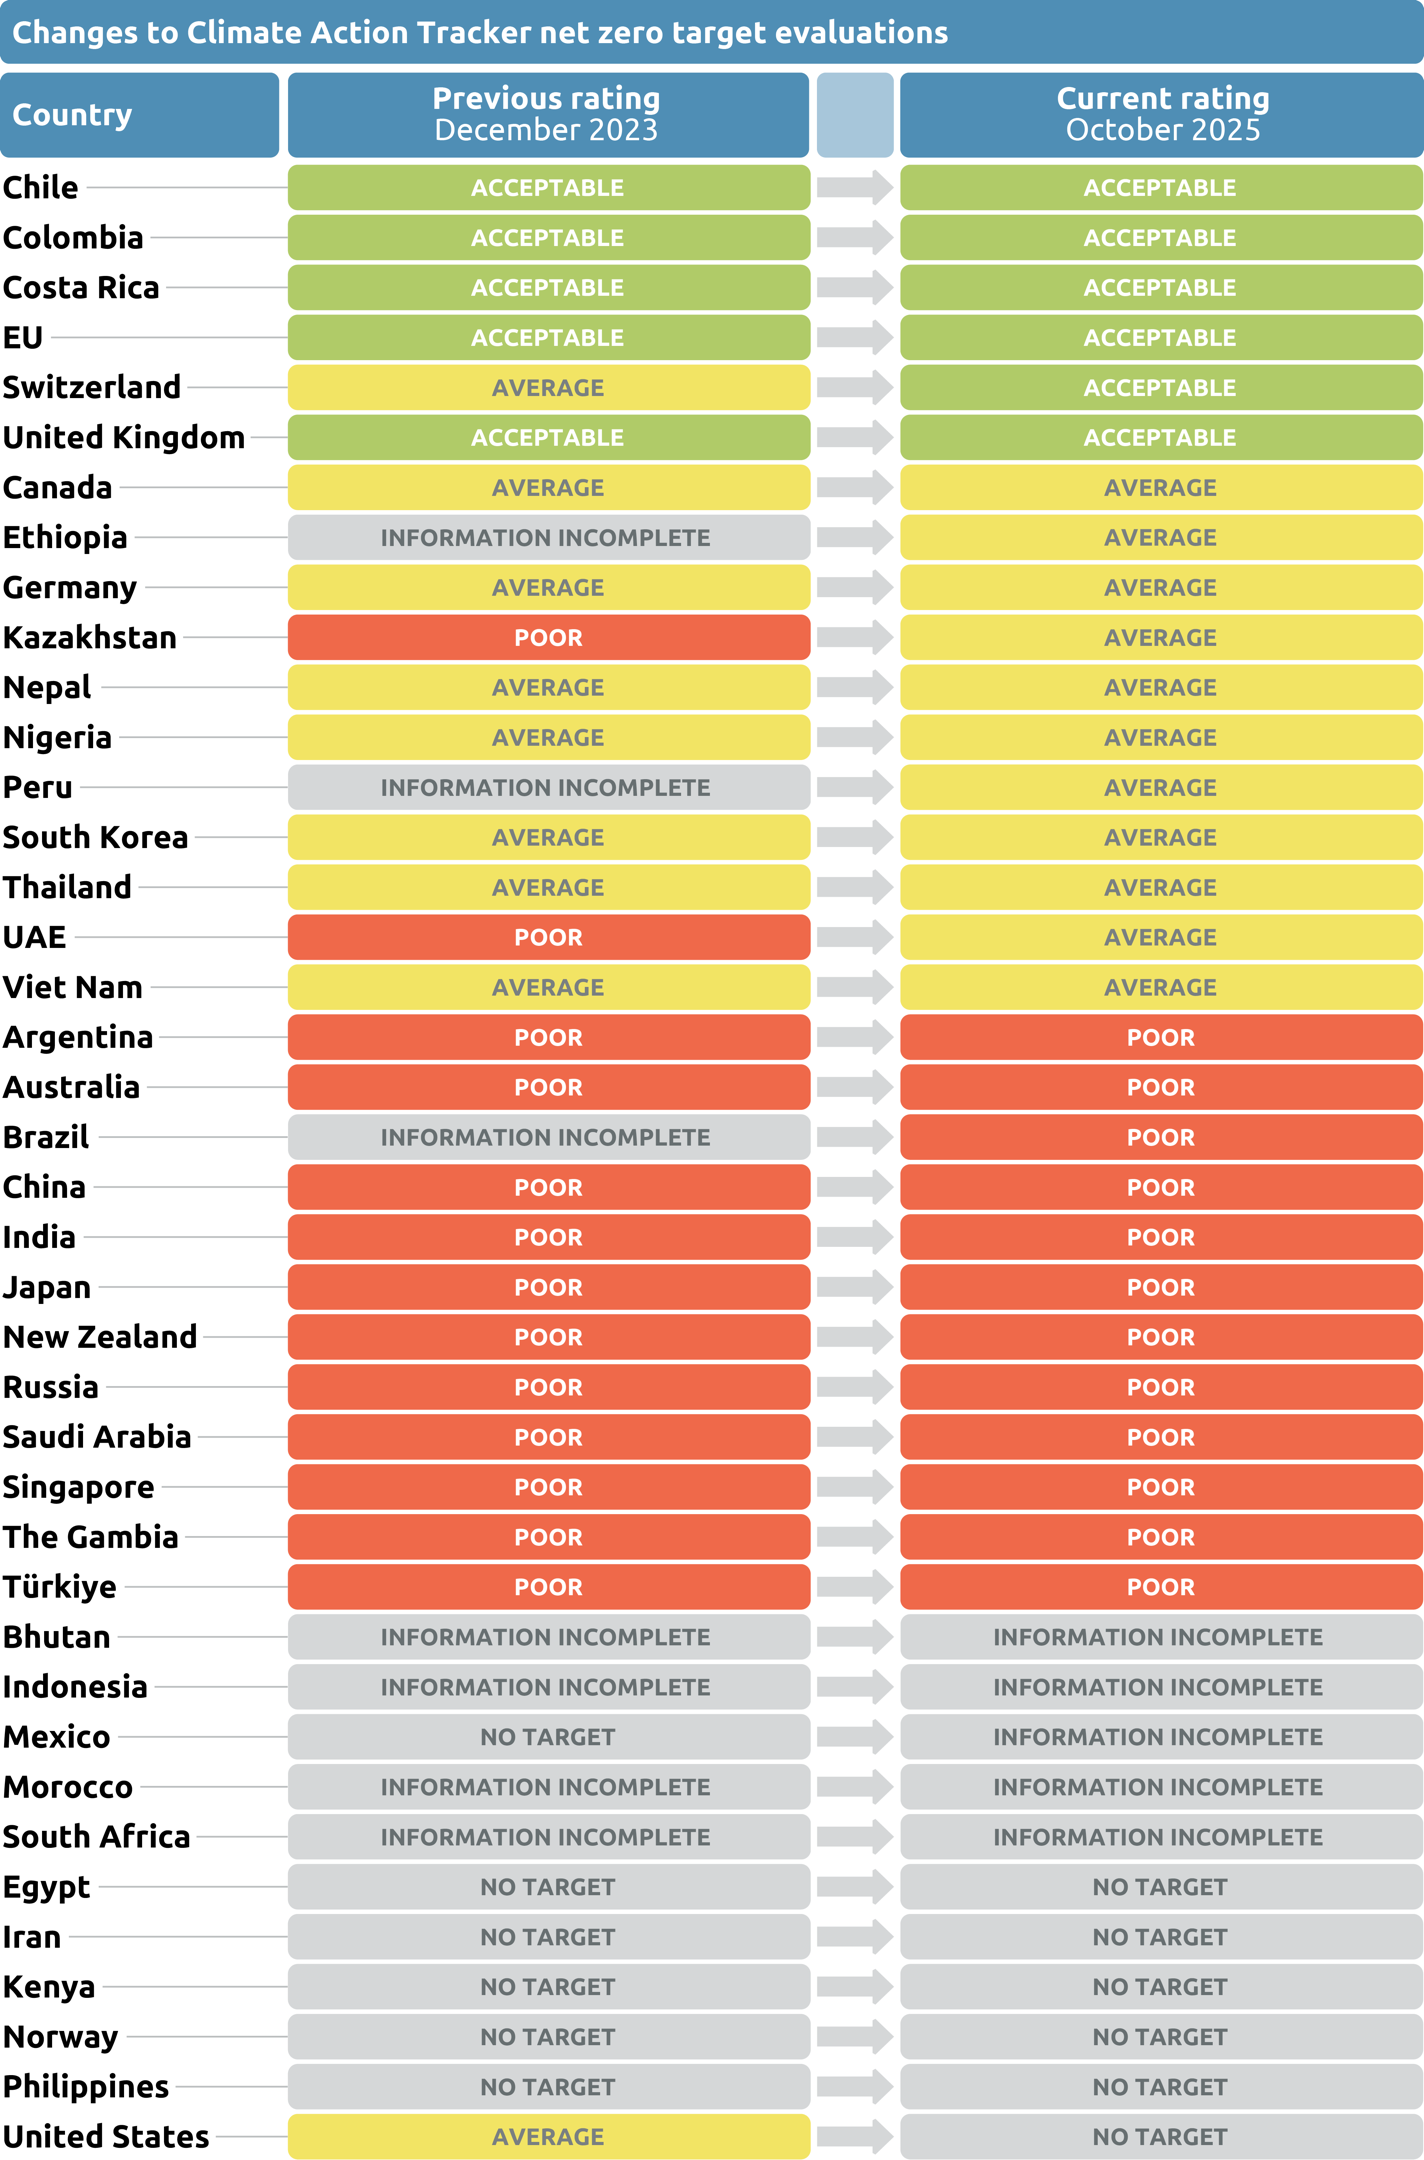 Changes to Climate Action Tracker net zero target evaluations
Country
Previous rating
December 2023
Current rating
October 2025
Chile ACCEPTABLE ACCEPTABLE
Colombia ACCEPTABLE ACCEPTABLE
Costa Rica ACCEPTABLE ACCEPTABLE
EU ACCEPTABLE ACCEPTABLE
Switzerland AVERAGE ACCEPTABLE
United Kingdom ACCEPTABLE ACCEPTABLE
Canada AVERAGE AVERAGE
Ethiopia INFORMATION INCOMPLETE AVERAGE
Germany AVERAGE AVERAGE
Kazakhstan POOR AVERAGE
Nepal AVERAGE AVERAGE
Nigeria AVERAGE AVERAGE
Peru INFORMATION INCOMPLETE AVERAGE
South Korea AVERAGE AVERAGE
Thailand AVERAGE AVERAGE
UAE POOR AVERAGE
Viet Nam AVERAGE AVERAGE
Argentina POOR POOR
Australia POOR POOR
Brazil INFORMATION INCOMPLETE POOR
China POOR POOR
India POOR POOR
Japan POOR POOR
New Zealand POOR POOR
Russia POOR POOR
Saudi Arabia POOR POOR
Singapore POOR POOR
The Gambia POOR POOR
Türkiye POOR POOR
Bhutan INFORMATION INCOMPLETE INFORMATION INCOMPLETE
Indonesia INFORMATION INCOMPLETE INFORMATION INCOMPLETE
Mexico NO TARGET INFORMATION INCOMPLETE
Morocco INFORMATION INCOMPLETE INFORMATION INCOMPLETE
South Africa INFORMATION INCOMPLETE INFORMATION INCOMPLETE
Egypt NO TARGET NO TARGET
Iran NO TARGET NO TARGET
Kenya NO TARGET NO TARGET
Norway NO TARGET NO TARGET
Philippines NO TARGET NO TARGET
United States AVERAGE NO TARGET